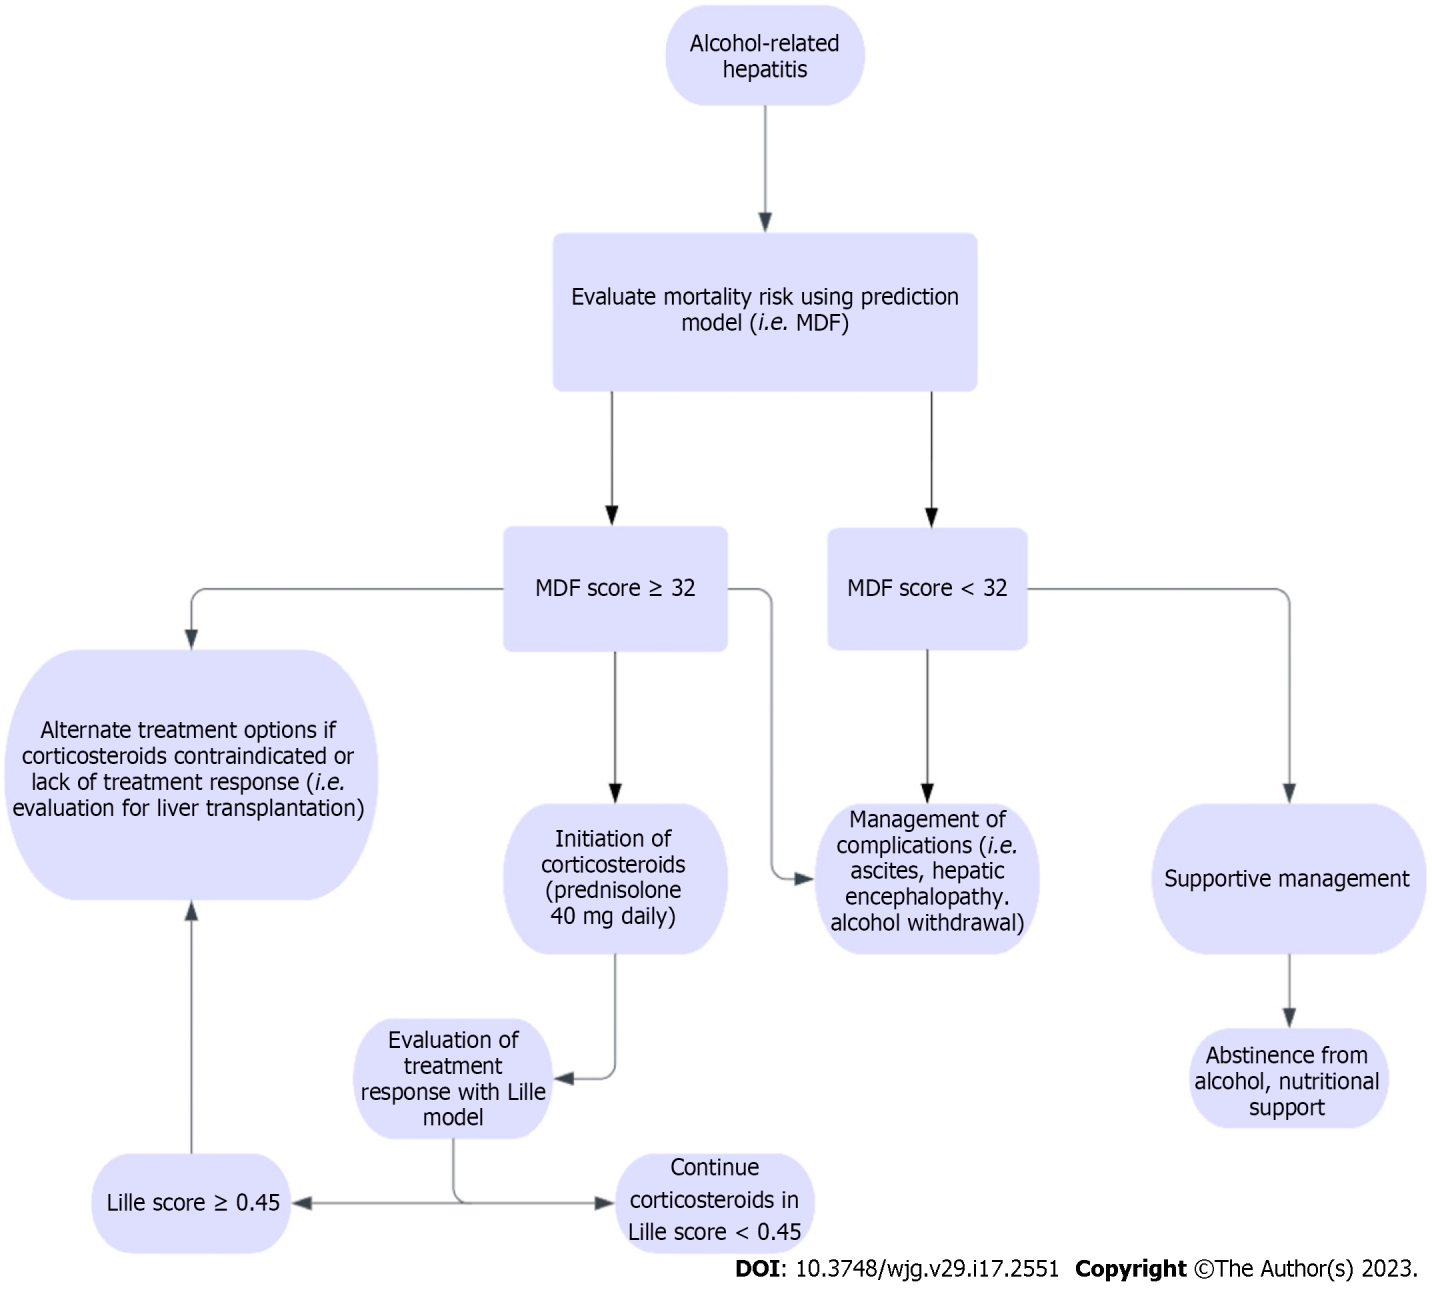 Alcohol-related
hepatitis
Evaluate mortality risk using prediction
model (i.e. MDF)
MDF score ≥ 32
MDF score < 32
Alternate treatment options if
corticosteroids contraindicated or
lack of treatment response (i.e.
evaluation for liver transplantation)
Initiation of
corticosteroids
(prednisolone
40 mg daily)
Management of
complications (i.e.
ascites, hepatic
encephalopathy.
alcohol withdrawal)
Supportive management
Evaluation of
treatment
response with Lille
model
Abstinence from
alcohol, nutritional
support
Lille score ≥ 0.45
Continue
corticosteroids in
Lille score < 0.45
DOI: 10.3748/wjg.v29.i17.2551 Copyright ©The Author(s) 2023.